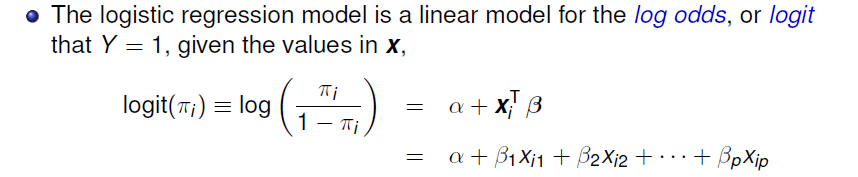 The logistic regression model is a linear model for the log odds, or logit
that Y = 1, given the values in x,
logit(πᵢ) ≡ log (πᵢ / (1 − πᵢ)) = α + xᵢᵀ β
= α + β₁xᵢ₁ + β₂xᵢ₂ + ··· + βₚxᵢₚ